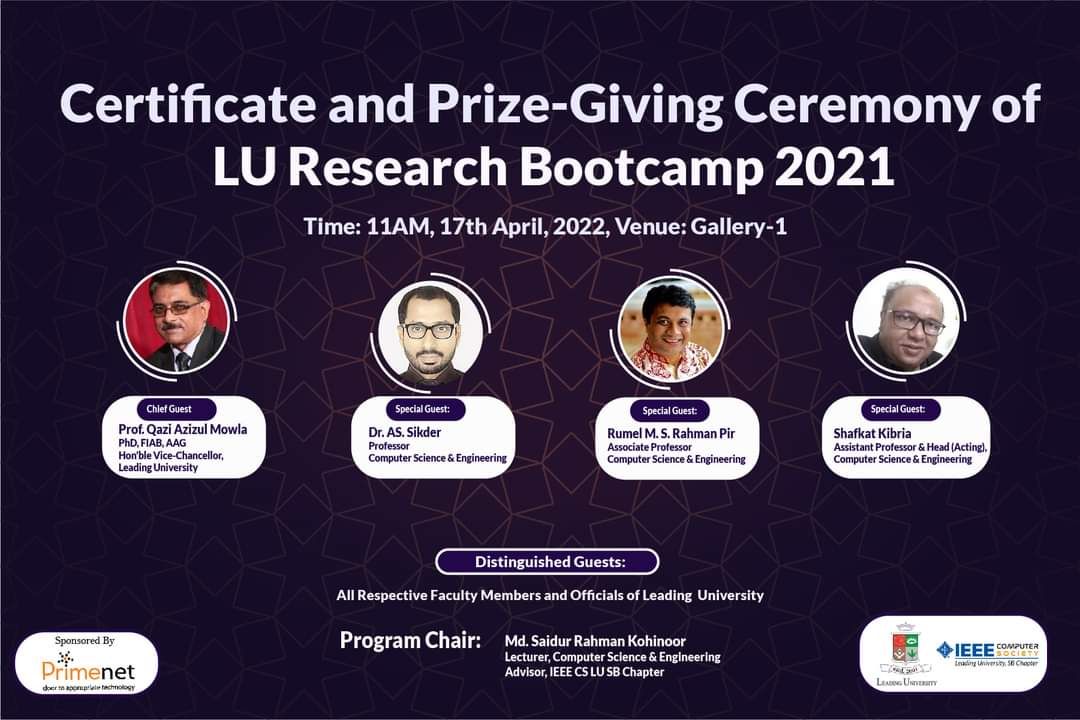 Certificate and Prize-Giving Ceremony of
LU Research Bootcamp 2021
Time: 11AM, 17th April, 2022, Venue: Gallery-1
Chief Guest
Prof. Qazi Azizul Mowla
PhD, FIAB, AAG
Hon'ble Vice-Chancellor,
Leading University
Special Guest:
Dr. AS. Sikder
Professor
Computer Science & Engineering
Special Guest:
Rumel M. S. Rahman Pir
Associate Professor
Computer Science & Engineering
Special Guest:
Shafkat Kibria
Assistant Professor & Head (Acting),
Computer Science & Engineering
Distinguished Guests:
All Respective Faculty Members and Officials of Leading University
Program Chair:
Md. Saidur Rahman Kohinoor
Lecturer, Computer Science & Engineering
Advisor, IEEE CS LU SB Chapter
Sponsored By
Primenet
door to appropriate technology
LEADING UNIVERSITY
IEEE COMPUTER SOCIETY
Leading University, SB Chapter